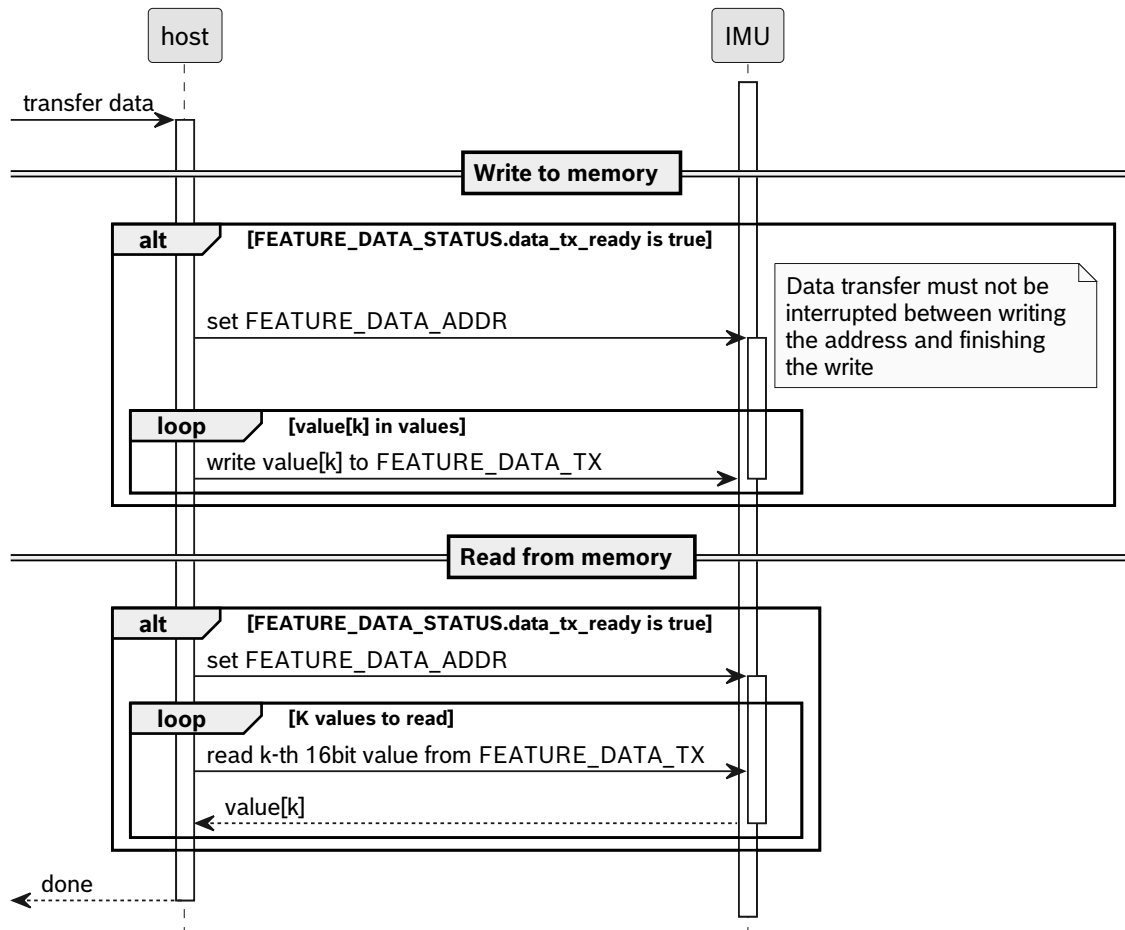 host
IMU
transfer data
Write to memory
alt
[FEATURE_DATA_STATUS.data_tx_ready is true]
Data transfer must not be
interrupted between writing
the address and finishing
the write
set FEATURE_DATA_ADDR
loop
[value[k] in values]
write value[k] to FEATURE_DATA_TX
Read from memory
alt
[FEATURE_DATA_STATUS.data_tx_ready is true]
set FEATURE_DATA_ADDR
loop
[K values to read]
read k-th 16bit value from FEATURE_DATA_TX
value[k]
done